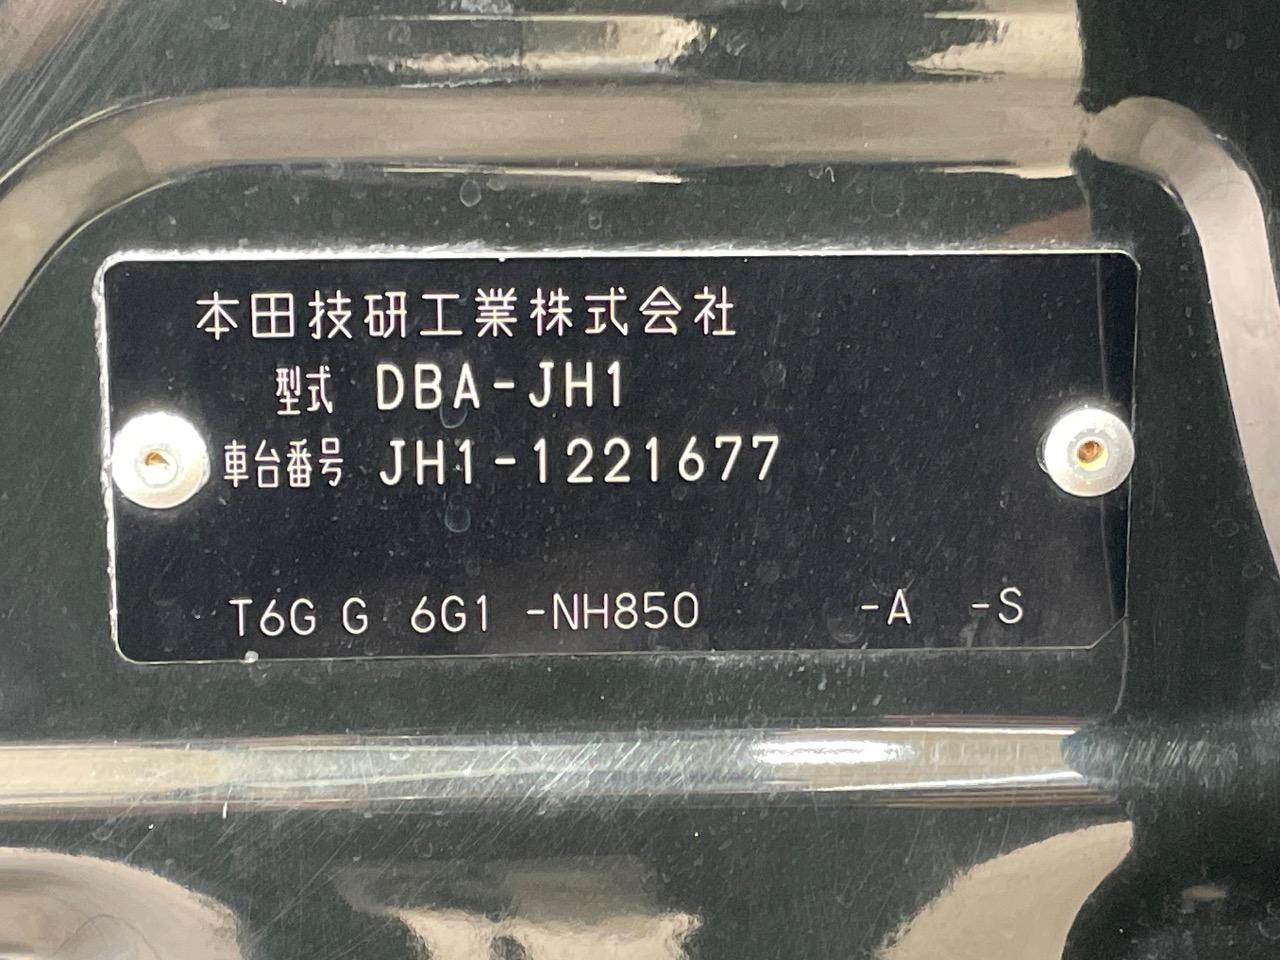 本田技研工業株式会社
型式 DBA-JH1
車台番号 JH1-1221677
T6G G 6G1 -NH850 -A -S